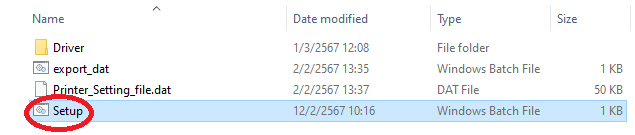 Name Date modified Type Size
Driver 1/3/2567 12:08 File folder
export_dat 2/2/2567 13:35 Windows Batch File 1 KB
Printer_Setting_file.dat 2/2/2567 13:37 DAT File 50 KB
Setup 12/2/2567 10:16 Windows Batch File 1 KB